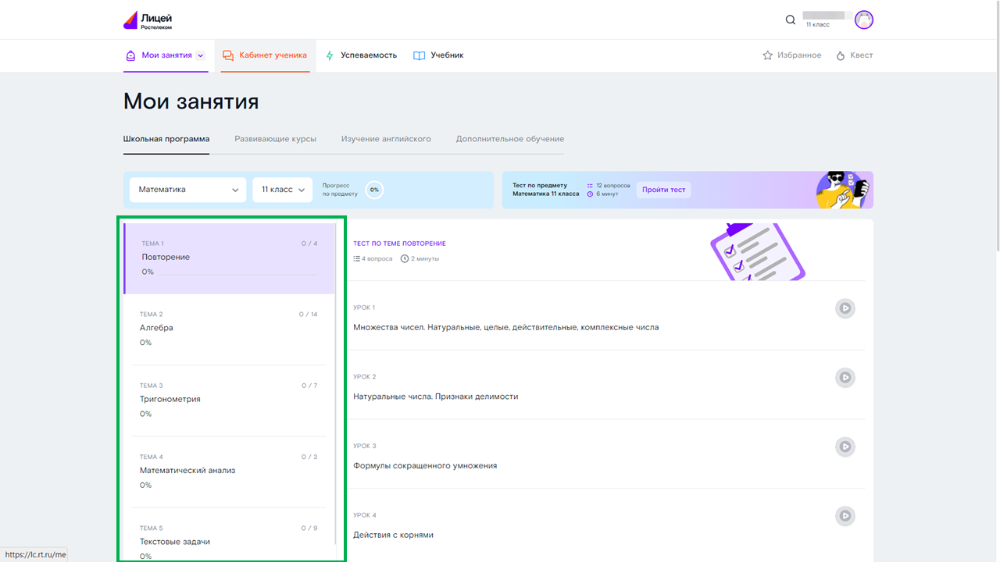 Лицей
Ростелеком
11 класс
Мои занятия
Кабинет ученика
Успеваемость
Учебник
Избранное
Квест
Мои занятия
Школьная программа
Развивающие курсы
Изучение английского
Дополнительное обучение
Математика
11 класс
Прогресс
по предмету
0%
Тест по предмету
Математика 11 класса
12 вопросов
6 минут
Пройти тест
ТЕМА 1
0 / 4
Повторение
0%
ТЕМА 2
0 / 14
Алгебра
0%
ТЕМА 3
0 / 7
Тригонометрия
0%
ТЕМА 4
0 / 3
Математический анализ
0%
ТЕМА 5
0 / 9
Текстовые задачи
0%
ТЕСТ ПО ТЕМЕ ПОВТОРЕНИЕ
4 вопроса
2 минуты
УРОК 1
Множества чисел. Натуральные, целые, действительные, комплексные числа
УРОК 2
Натуральные числа. Признаки делимости
УРОК 3
Формулы сокращенного умножения
УРОК 4
Действия с корнями
https://lc.rt.ru/me